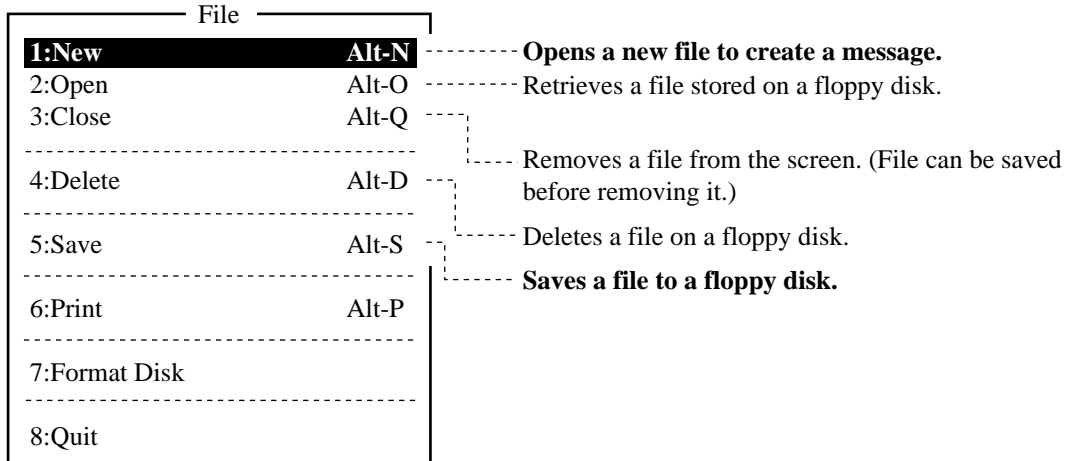 File
1:New Alt-N Opens a new file to create a message.
2:Open Alt-O Retrieves a file stored on a floppy disk.
3:Close Alt-Q
Removes a file from the screen. (File can be saved
before removing it.)
4:Delete Alt-D
Deletes a file on a floppy disk.
5:Save Alt-S
Saves a file to a floppy disk.
6:Print Alt-P
7:Format Disk
8:Quit